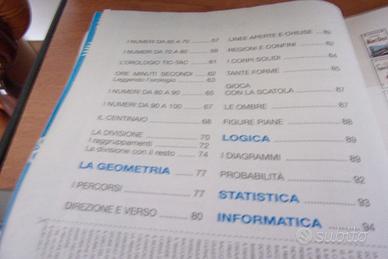 I NUMERI DA 60 A 70 57
I NUMERI DA 70 A 80 58
L'OROLOGIO TIC-TAC 61
ORE MINUTI SECONDI 62
Leggendo l'orologio 63
I NUMERI DA 80 A 90 65
I NUMERI DA 90 A 100 67
IL CENTINAIO 68
LA DIVISIONE 70
I raggruppamenti 72
La divisione con il resto 74
LA GEOMETRIA 77
I PERCORSI 77
DIREZIONE E VERSO 80
LINEE APERTE E CHIUSE
REGIONI E CONFINI 82
I CORPI SOLIDI 84
TANTE FORME 85
GIOCA
CON LA SCATOLA 87
LE OMBRE 87
FIGURE PIANE 88
LOGICA 89
I DIAGRAMMI 89
PROBABILITÀ 92
STATISTICA 93
INFORMATICA 94
subito